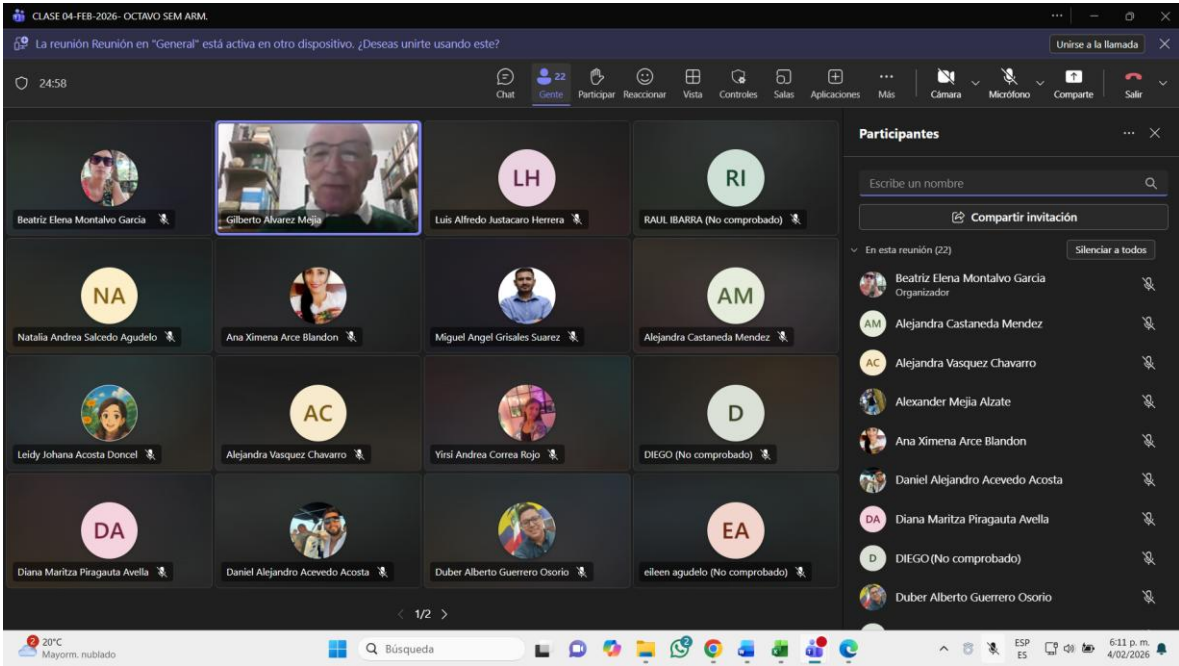 CLASE 04-FEB-2026- OCTAVO SEM ARM.
La reunión Reunión en "General" está activa en otro dispositivo. ¿Deseas unirte usando este?
Unirse a la llamada
24:58
Chat
22
Gente
Participar
Reaccionar
Vista
Controles
Salas
Aplicaciones
Más
Cámara
Micrófono
Comparte
Salir
Beatriz Elena Montalvo Garcia
Gilberto Alvarez Mejia
LH
Luis Alfredo Justacaro Herrera
RI
RAUL IBARRA (No comprobado)
NA
Natalia Andrea Salcedo Agudelo
Ana Ximena Arce Blandon
Miguel Angel Grisales Suarez
AM
Alejandra Castaneda Mendez
Leidy Johana Acosta Doncel
AC
Alejandra Vasquez Chavarro
Yirsi Andrea Correa Rojo
D
DIEGO (No comprobado)
DA
Diana Maritza Piragauta Avella
Daniel Alejandro Acevedo Acosta
Duber Alberto Guerrero Osorio
EA
eileen agudelo (No comprobado)
1/2
Participantes
Escribe un nombre
Compartir invitación
En esta reunión (22)
Silenciar a todos
Beatriz Elena Montalvo Garcia
Organizador
AM
Alejandra Castaneda Mendez
AC
Alejandra Vasquez Chavarro
Alexander Mejia Alzate
Ana Ximena Arce Blandon
Daniel Alejandro Acevedo Acosta
DA
Diana Maritza Piragauta Avella
D
DIEGO (No comprobado)
Duber Alberto Guerrero Osorio
2
20°C
Mayorm. nublado
Búsqueda
2
ESP
ES
6:11 p. m.
4/02/2026